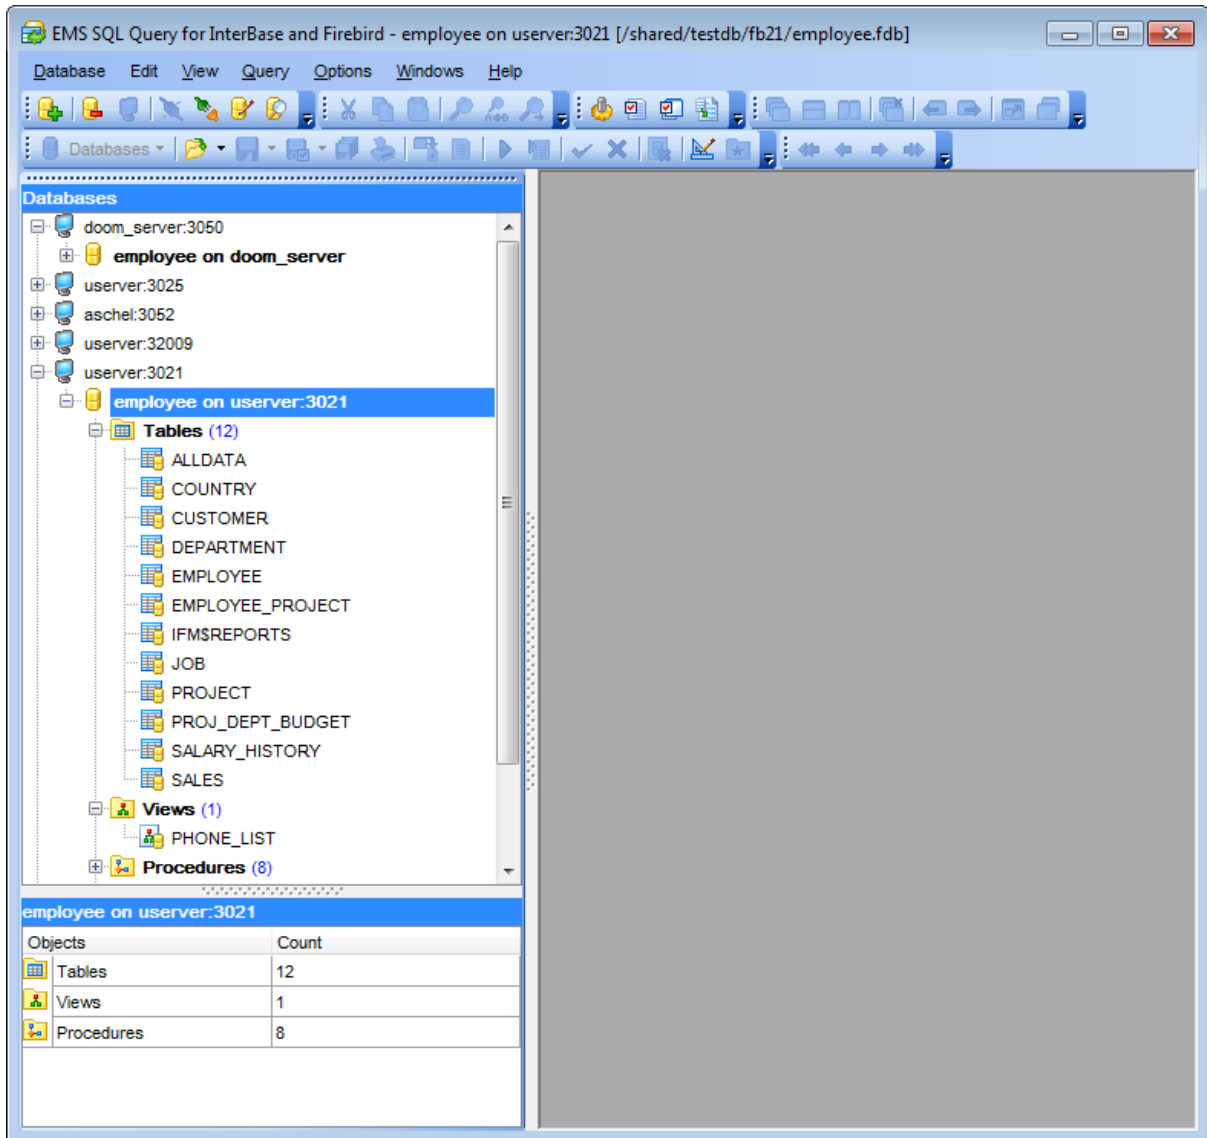 EMS SQL Query for InterBase and Firebird - employee on userver:3021 [/shared/testdb/fb21/employee.fdb]
Database Edit View Query Options Windows Help
Databases
Databases
doom_server:3050
employee on doom_server
userver:3025
aschel:3052
userver:32009
userver:3021
employee on userver:3021
Tables (12)
ALLDATA
COUNTRY
CUSTOMER
DEPARTMENT
EMPLOYEE
EMPLOYEE_PROJECT
IFM$REPORTS
JOB
PROJECT
PROJ_DEPT_BUDGET
SALARY_HISTORY
SALES
Views (1)
PHONE_LIST
Procedures (8)
employee on userver:3021
Objects Count
Tables 12
Views 1
Procedures 8